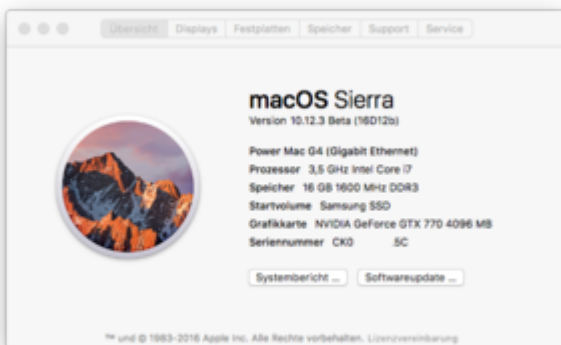 Übersicht Displays Festplatten Speicher Support Service
macOS Sierra
Version 10.12.3 Beta (16D12b)
Power Mac G4 (Gigabit Ethernet)
Prozessor 3,5 GHz Intel Core i7
Speicher 16 GB 1600 MHz DDR3
Startvolume Samsung SSD
Grafikkarte NVIDIA GeForce GTX 770 4096 MB
Seriennummer CK0 .5C
Systembericht ... Softwareupdate ...
™ und © 1983-2016 Apple Inc. Alle Rechte vorbehalten. Lizenzvereinbarung